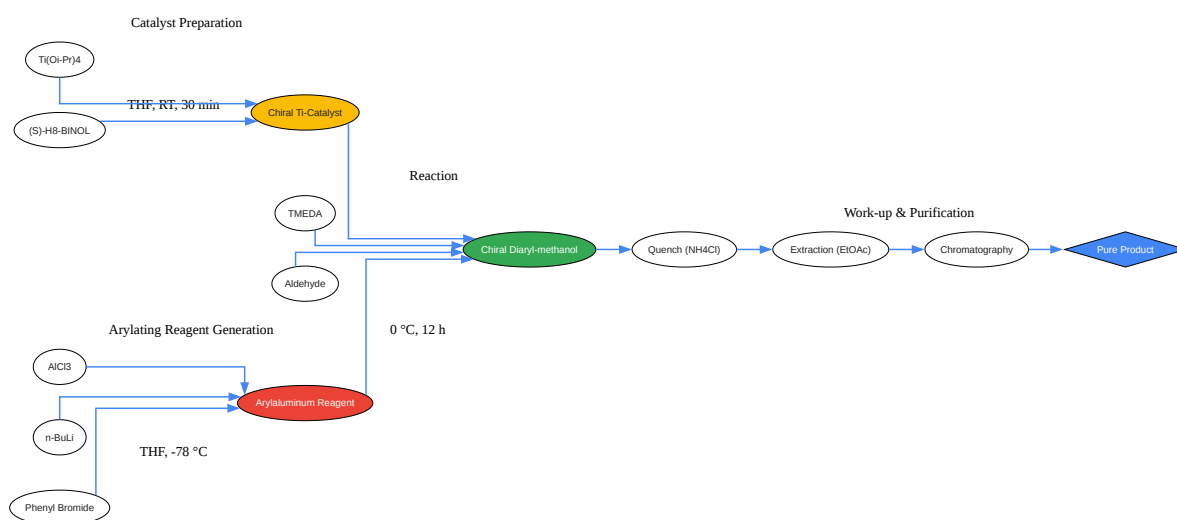 Catalyst Preparation
Ti(Oi-Pr)4
THF, RT, 30 min
Chiral Ti-Catalyst
(S)-H8-BINOL
Reaction
TMEDA
Work-up & Purification
Chiral Diaryl-methanol
Quench (NH4Cl)
Extraction (EtOAc)
Chromatography
Pure Product
Aldehyde
Arylating Reagent Generation
0 °C, 12 h
AlCl3
Arylaluminum Reagent
n-BuLi
THF, -78 °C
Phenyl Bromide